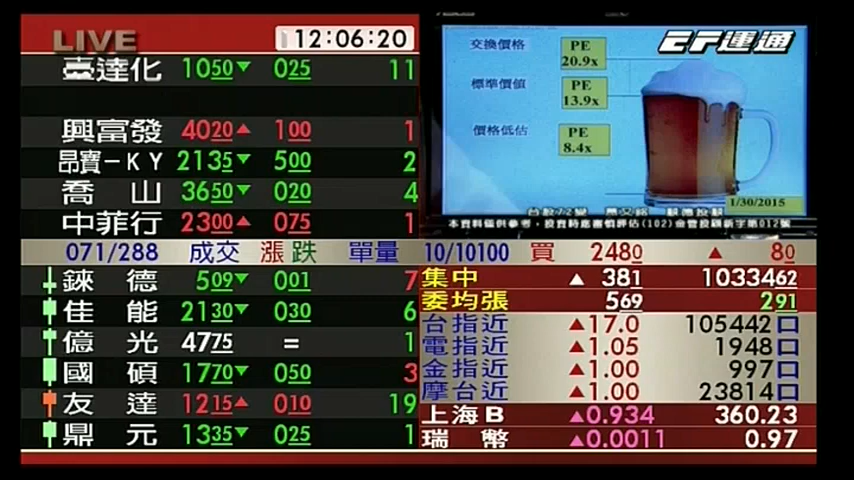 LIVE 12:06:20
臺達化 1050▼ 025 11
興富發 4020▲ 100 1
昂寶-KY 2135▼ 500 2
喬山 3650▼ 020 4
中菲行 2300▲ 075 1
EF運通
交換價格 PE 20.9x
標準價值 PE 13.9x
價格低估 PE 8.4x
1/30/2015
071/288 成交 漲跌 單量 10/10100 買 2480 ▲ 80
錸德 509▼ 001 7
佳能 2130▼ 030 6
億光 4775 = 1
國碩 1770▼ 050 3
友達 1215▲ 010 19
鼎元 1335▼ 025 1
集中 ▲ 381 1033462
委均張 569 291
台指近 ▲17.0 105442口
電指近 ▲1.05 1948口
金指近 ▲1.00 997口
摩台近 ▲1.00 23814口
上海B ▲0.934 360.23
瑞幣 ▲0.0011 0.97